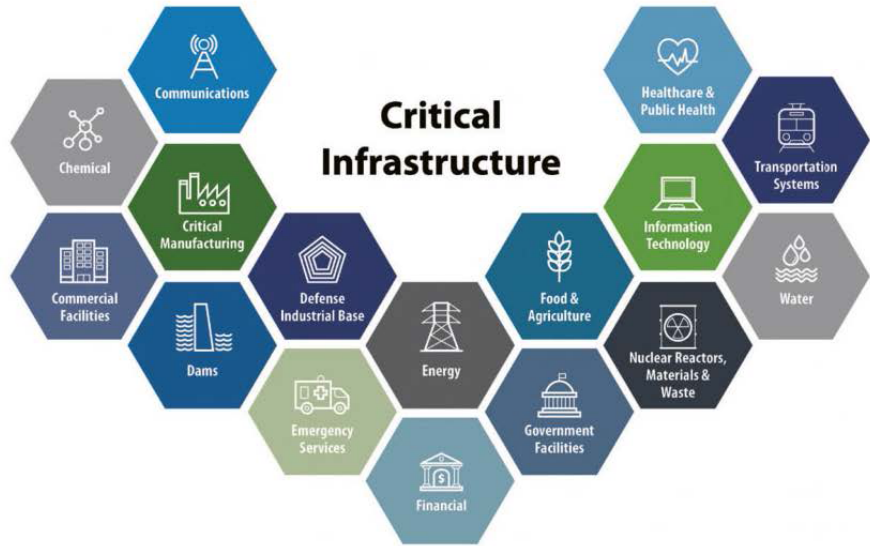 Critical
Infrastructure
Communications
Chemical
Critical
Manufacturing
Commercial
Facilities
Defense
Industrial Base
Dams
Energy
Emergency
Services
Financial
Healthcare &
Public Health
Transportation
Systems
Information
Technology
Food &
Agriculture
Water
Nuclear Reactors,
Materials &
Waste
Government
Facilities
$